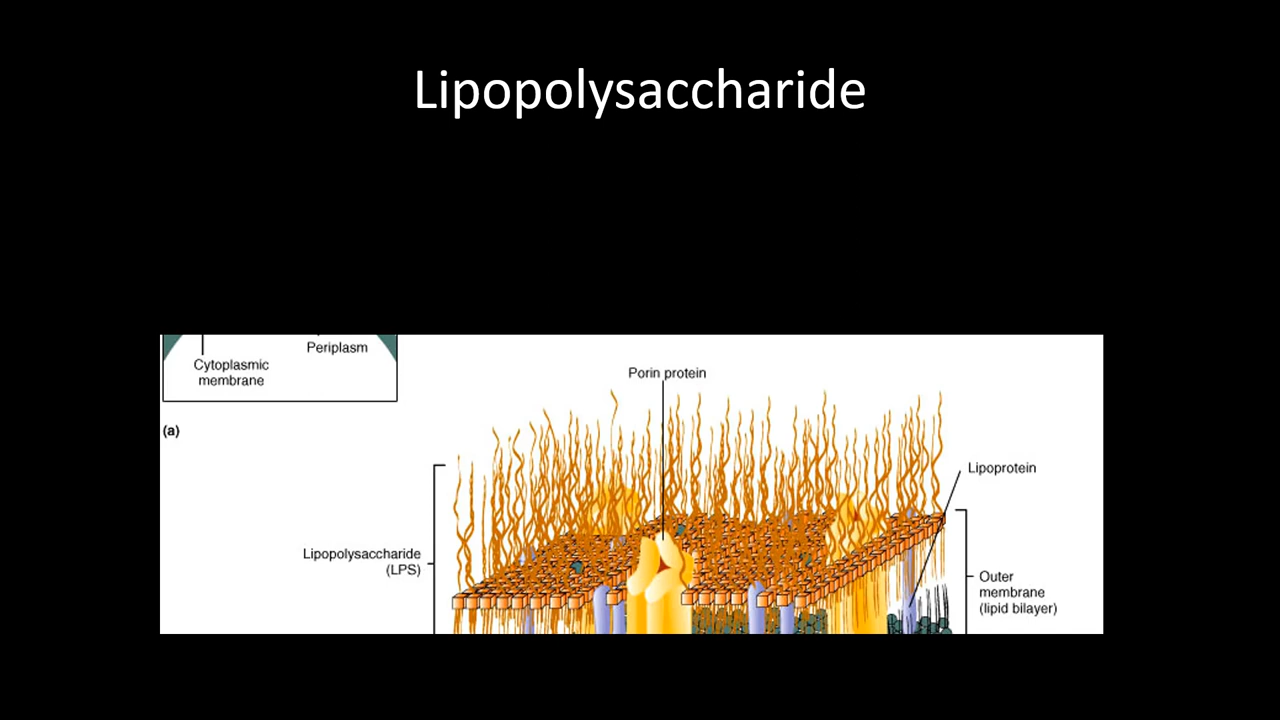 Lipopolysaccharide
Periplasm
Cytoplasmic
membrane
Porin protein
(a)
Lipoprotein
Lipopolysaccharide
(LPS)
Outer
membrane
(lipid bilayer)